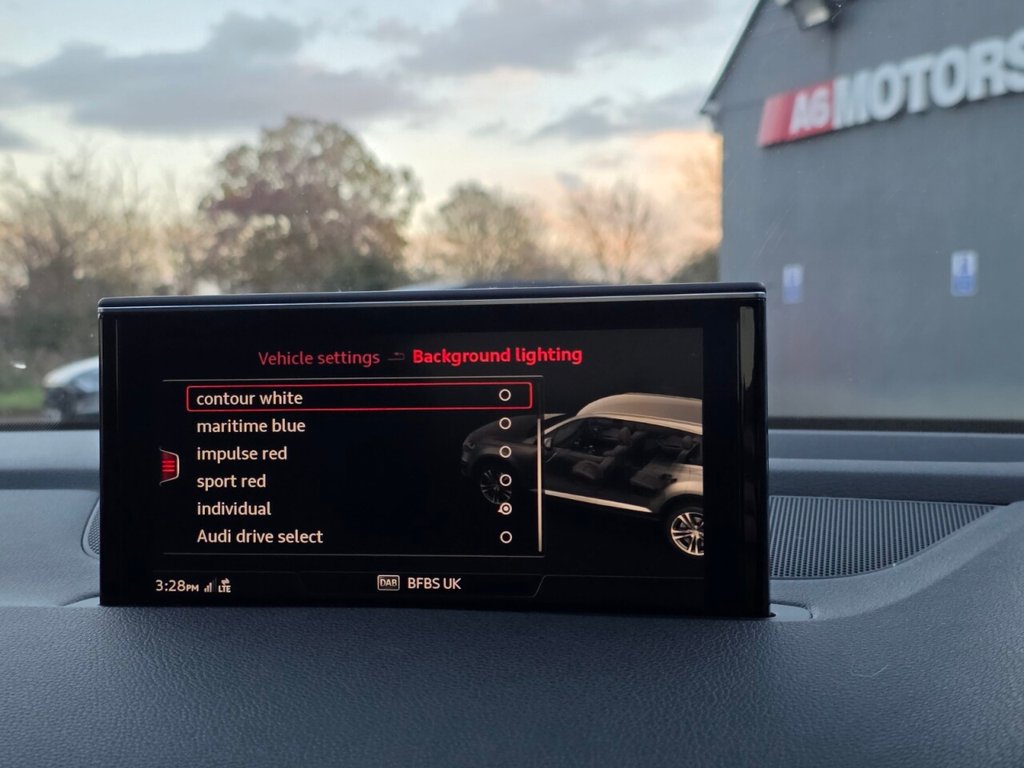 A6 MOTORS
Vehicle settings Background lighting
contour white
maritime blue
impulse red
sport red
individual
Audi drive select
3:28PM LTE DAB BFBS UK